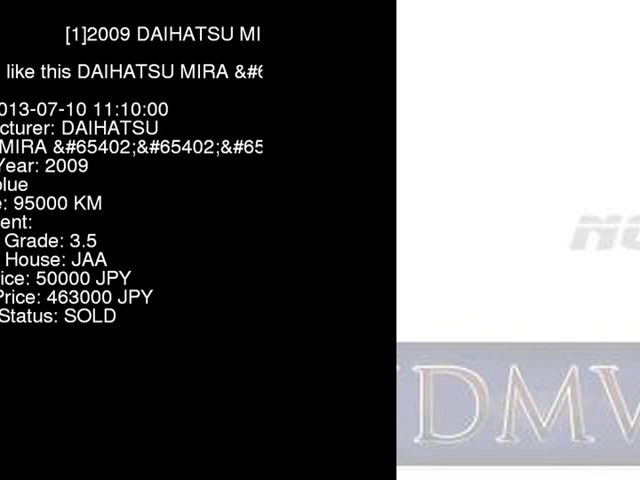 [1]2009 DAIHATSU MI
like this DAIHATSU MIRA &#6
013-07-10 11:10:00
cturer: DAIHATSU
MIRA &#65402;&#65402;&#65
Year: 2009
olue
e: 95000 KM
ent:
Grade: 3.5
House: JAA
ice: 50000 JPY
Price: 463000 JPY
Status: SOLD
NO
DMV